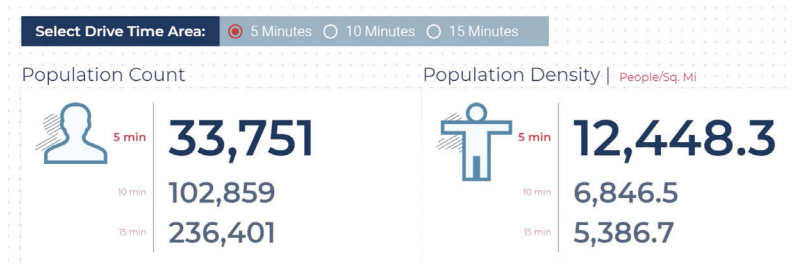 Select Drive Time Area: 5 Minutes 10 Minutes 15 Minutes
Population Count
5 min 33,751
10 min 102,859
15 min 236,401
Population Density | People/Sq. Mi
5 min 12,448.3
10 min 6,846.5
15 min 5,386.7